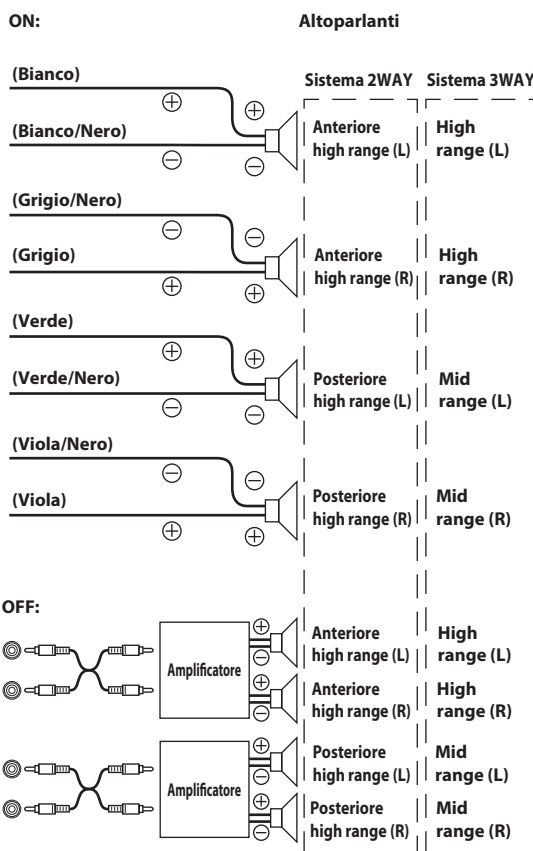 ON:
Altoparlanti
Sistema 2WAY
Sistema 3WAY
(Bianco)
(Bianco/Nero)
Anteriore
high range (L)
High
range (L)
(Grigio/Nero)
(Grigio)
Anteriore
high range (R)
High
range (R)
(Verde)
(Verde/Nero)
Posteriore
high range (L)
Mid
range (L)
(Viola/Nero)
(Viola)
Posteriore
high range (R)
Mid
range (R)
OFF:
Amplificatore
Anteriore
high range (L)
High
range (L)
Anteriore
high range (R)
High
range (R)
Amplificatore
Posteriore
high range (L)
Mid
range (L)
Posteriore
high range (R)
Mid
range (R)